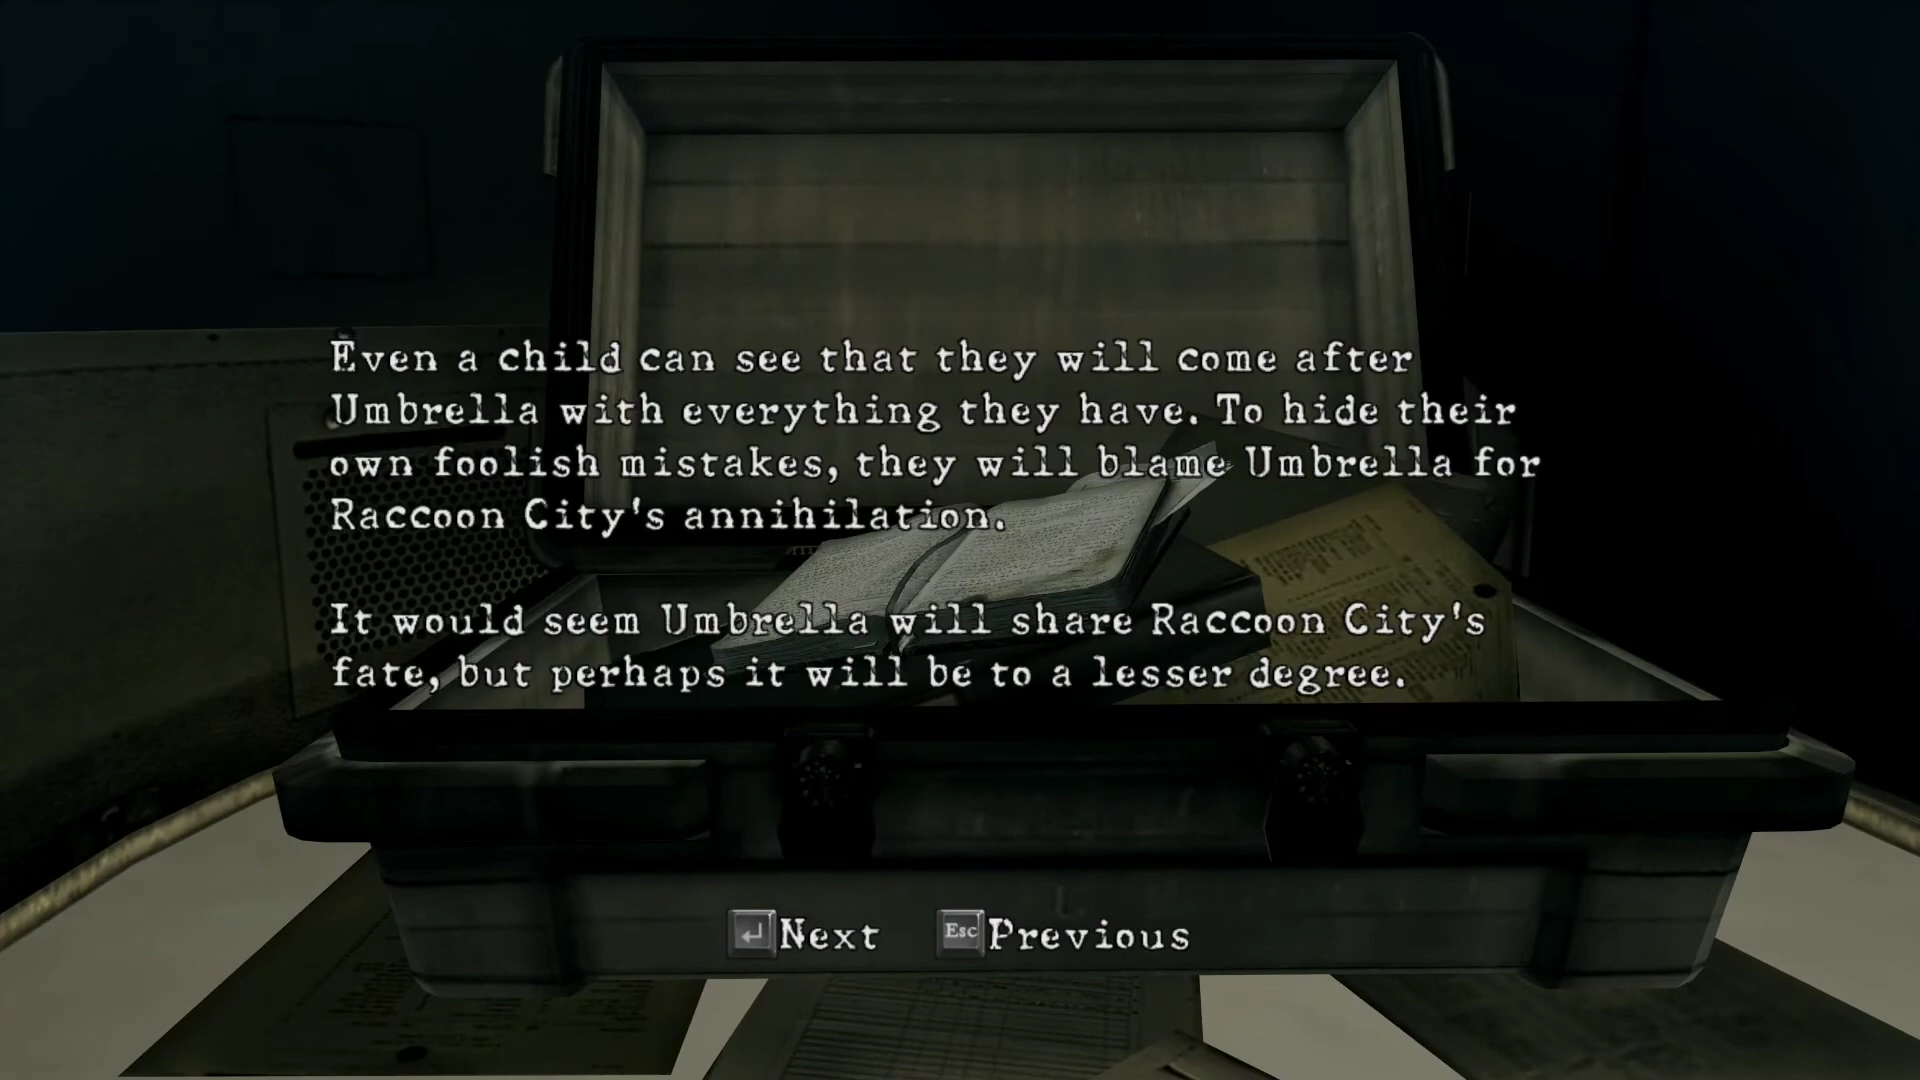 Even a child can see that they will come after
Umbrella with everything they have. To hide their
own foolish mistakes, they will blame Umbrella for
Raccoon City's annihilation.
It would seem Umbrella will share Raccoon City's
fate, but perhaps it will be to a lesser degree.
Next
Esc Previous